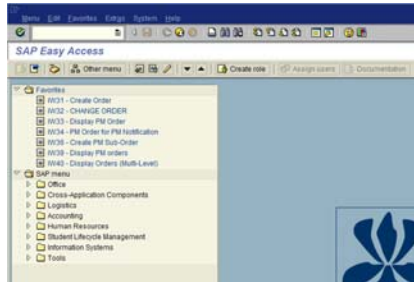 Menu Edit Favorites Extras System Help
SAP Easy Access
Other menu Create role Assign users Documentation
Favorites
IW31 - Create Order
IW32 - CHANGE ORDER
IW33 - Display PM Order
IW34 - PM Order for PM Notification
IW36 - Create PM Sub-Order
IW39 - Display PM orders
IW40 - Display Orders (Multi-Level)
SAP menu
Office
Cross-Application Components
Logistics
Accounting
Human Resources
Student Lifecycle Management
Information Systems
Tools